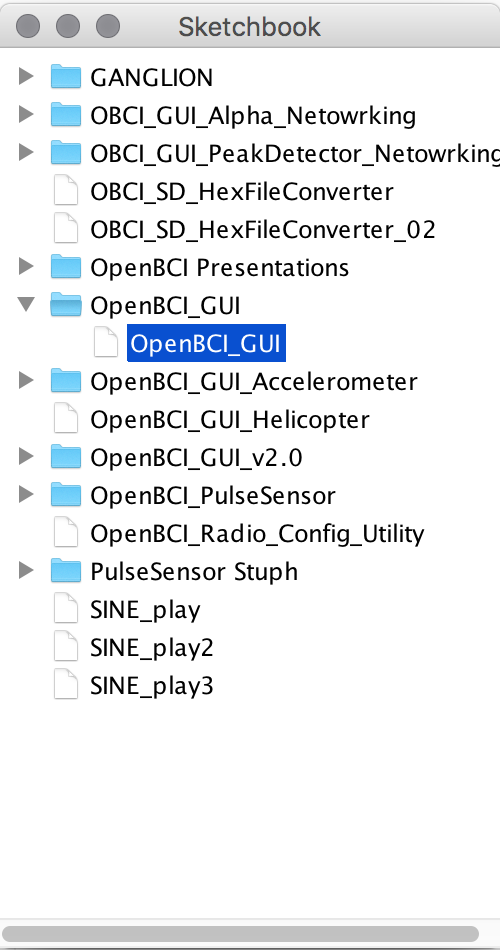 Sketchbook
GANGLION
OBCI_GUI_Alpha_Netowrking
OBCI_GUI_PeakDetector_Netowrking
OBCI_SD_HexFileConverter
OBCI_SD_HexFileConverter_02
OpenBCI Presentations
OpenBCI_GUI
OpenBCI_GUI
OpenBCI_GUI_Accelerometer
OpenBCI_GUI_Helicopter
OpenBCI_GUI_v2.0
OpenBCI_PulseSensor
OpenBCI_Radio_Config_Utility
PulseSensor Stuph
SINE_play
SINE_play2
SINE_play3